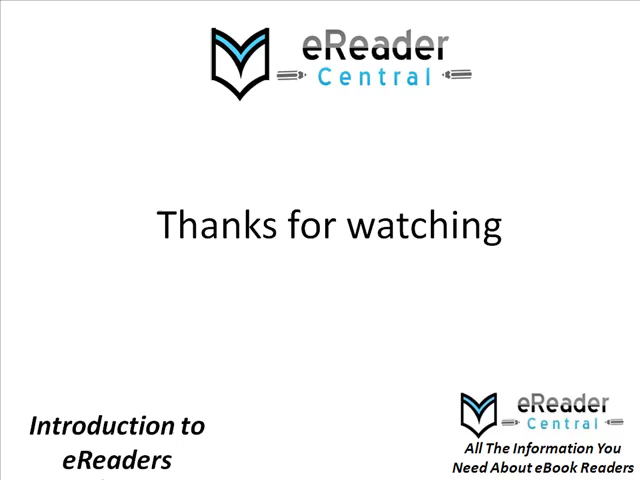 eReader
Central
Thanks for watching
Introduction to
eReaders
eReader
Central
All The Information You
Need About eBook Readers